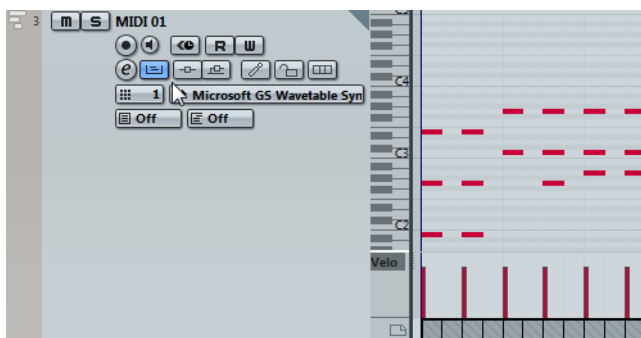 3 m S MIDI 01
R W
e
1 Microsoft GS Wavetable Syn
Off Off
C4
C3
C2
Velo